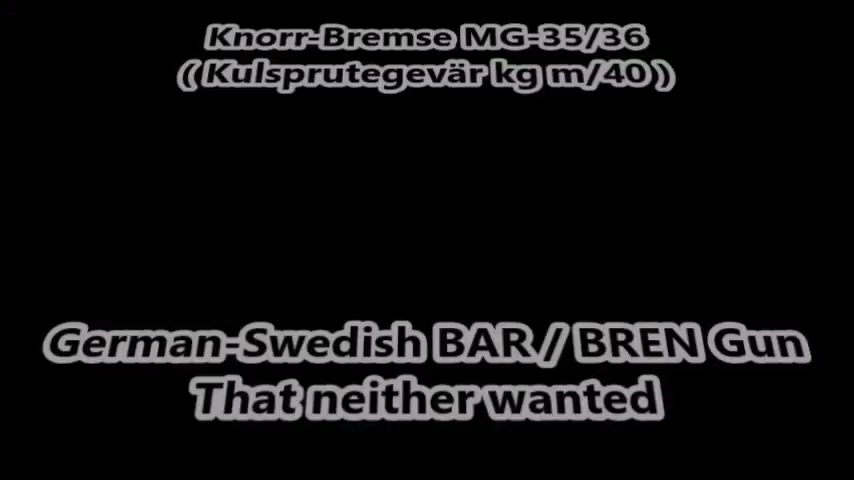 Knorr-Bremse MG-35/36
(Kulsprutegevär kg m/40)
German-Swedish BAR / BREN Gun
That neither wanted